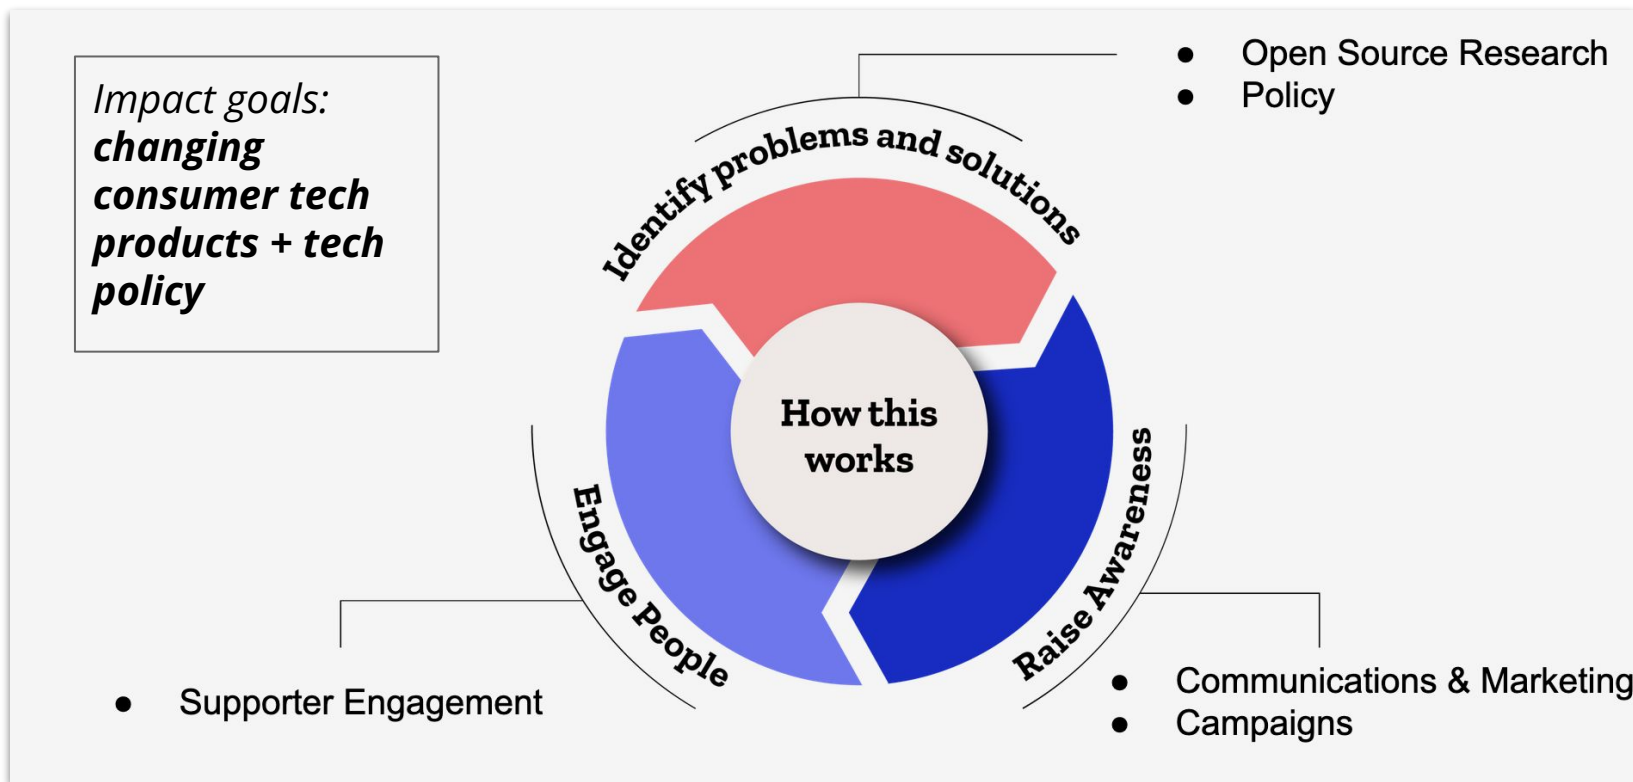 Impact goals:
changing
consumer tech
products + tech
policy
● Open Source Research
● Policy
Identify problems and solutions
How this
works
Engage People
Raise Awareness
● Supporter Engagement
● Communications & Marketing
● Campaigns